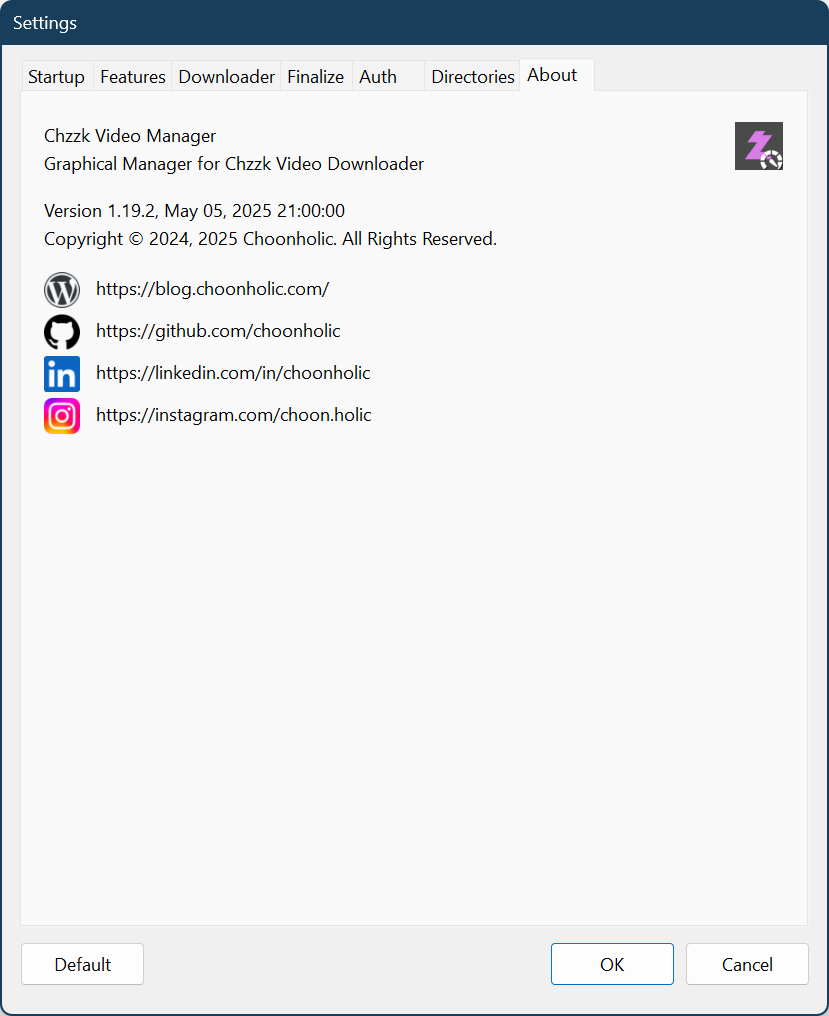 Settings
Startup Features Downloader Finalize Auth Directories About
Chzzk Video Manager
Graphical Manager for Chzzk Video Downloader
Version 1.19.2, May 05, 2025 21:00:00
Copyright © 2024, 2025 Choonholic. All Rights Reserved.
https://blog.choonholic.com/
https://github.com/choonholic
https://linkedin.com/in/choonholic
https://instagram.com/choon.holic
Default OK Cancel